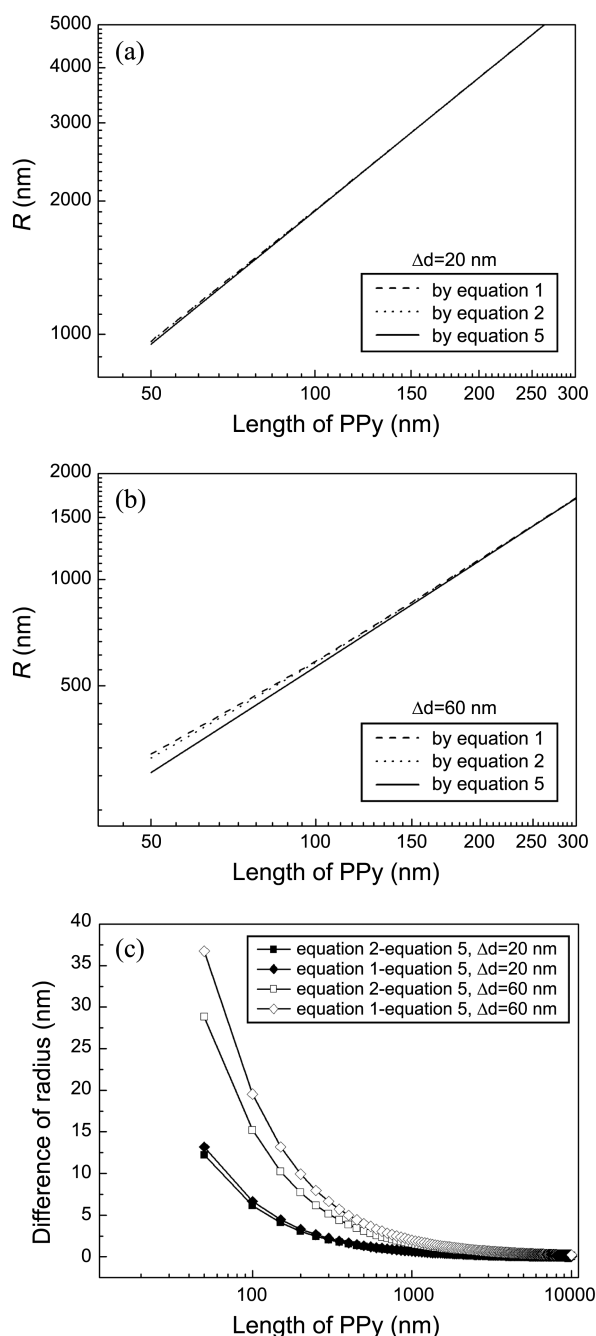 (a)
5000
4000
3000
2000
1000
R (nm)
Δd=20 nm
by equation 1
by equation 2
by equation 5
50
100
150
200
250
300
Length of PPy (nm)
(b)
2000
1500
1000
500
R (nm)
Δd=60 nm
by equation 1
by equation 2
by equation 5
50
100
150
200
250
300
Length of PPy (nm)
(c)
40
35
30
25
20
15
10
5
0
Difference of radius (nm)
equation 2-equation 5, Δd=20 nm
equation 1-equation 5, Δd=20 nm
equation 2-equation 5, Δd=60 nm
equation 1-equation 5, Δd=60 nm
100
1000
10000
Length of PPy (nm)